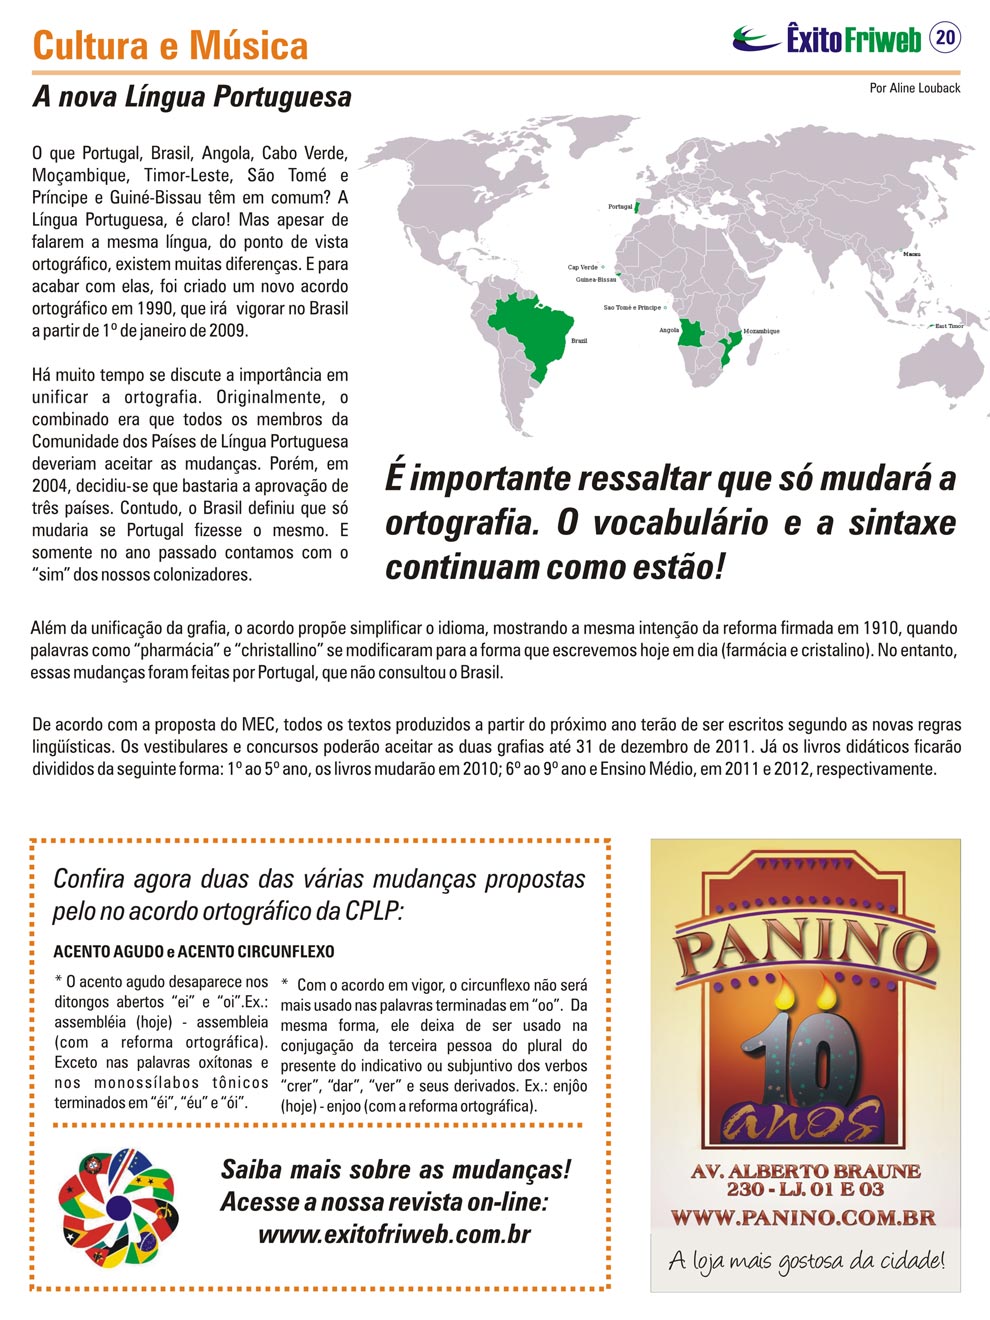 Cultura e Música
ÊxitoFriweb 20
A nova Língua Portuguesa
Por Aline Louback
O que Portugal, Brasil, Angola, Cabo Verde,
Moçambique, Timor-Leste, São Tomé e
Príncipe e Guiné-Bissau têm em comum? A
Língua Portuguesa, é claro! Mas apesar de
falarem a mesma língua, do ponto de vista
ortográfico, existem muitas diferenças. E para
acabar com elas, foi criado um novo acordo
ortográfico em 1990, que irá vigorar no Brasil
a partir de 1º de janeiro de 2009.
Há muito tempo se discute a importância em
unificar a ortografia. Originalmente, o
combinado era que todos os membros da
Comunidade dos Países de Língua Portuguesa
deveriam aceitar as mudanças. Porém, em
2004, decidiu-se que bastaria a aprovação de
três países. Contudo, o Brasil definiu que só
mudaria se Portugal fizesse o mesmo. E
somente no ano passado contamos com o
“sim” dos nossos colonizadores.
Portugal
Cap Verde
Guinea-Bissau
Sao Tomé e Príncipe
Angola
Mozambique
Brazil
Macau
East Timor
É importante ressaltar que só mudará a
ortografia. O vocabulário e a sintaxe
continuam como estão!
Além da unificação da grafia, o acordo propõe simplificar o idioma, mostrando a mesma intenção da reforma firmada em 1910, quando
palavras como “pharmácia” e “christallino” se modificaram para a forma que escrevemos hoje em dia (farmácia e cristalino). No entanto,
essas mudanças foram feitas por Portugal, que não consultou o Brasil.
De acordo com a proposta do MEC, todos os textos produzidos a partir do próximo ano terão de ser escritos segundo as novas regras
lingüísticas. Os vestibulares e concursos poderão aceitar as duas grafias até 31 de dezembro de 2011. Já os livros didáticos ficarão
divididos da seguinte forma: 1º ao 5º ano, os livros mudarão em 2010; 6º ao 9º ano e Ensino Médio, em 2011 e 2012, respectivamente.
Confira agora duas das várias mudanças propostas
pelo no acordo ortográfico da CPLP:
ACENTO AGUDO e ACENTO CIRCUNFLEXO
* O acento agudo desaparece nos
ditongos abertos “ei” e “oi”.Ex.:
assembléia (hoje) - assembleia
(com a reforma ortográfica).
Exceto nas palavras oxítonas e
nos monossílabos tônicos
terminados em “éi”, “éu” e “ói”.
* Com o acordo em vigor, o circunflexo não será
mais usado nas palavras terminadas em “oo”. Da
mesma forma, ele deixa de ser usado na
conjugação da terceira pessoa do plural do
presente do indicativo ou subjuntivo dos verbos
“crer”, “dar”, “ver” e seus derivados. Ex.: enjôo
(hoje) - enjoo (com a reforma ortográfica).
Saiba mais sobre as mudanças!
Acesse a nossa revista on-line:
www.exitofriweb.com.br
PANINO
10
anos
AV. ALBERTO BRAUNE
230 - LJ. 01 E 03
WWW.PANINO.COM.BR
A loja mais gostosa da cidade!